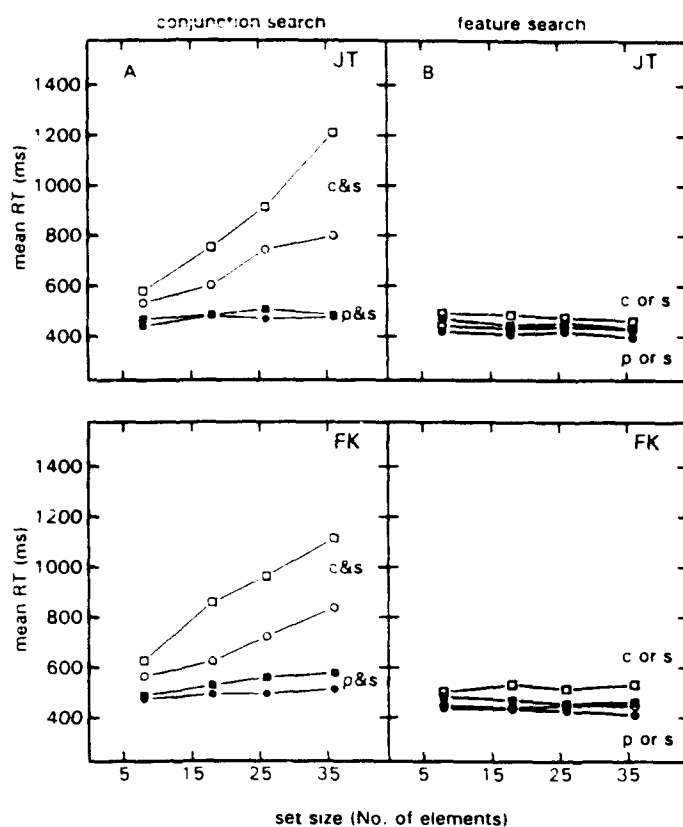 conjunction search
feature search
A
JT
B
JT
1400
1200
1000
800
600
400
mean RT (ms)
c&s
p&s
c or s
p or s
FK
FK
1400
1200
1000
800
600
400
mean RT (ms)
c&s
p&s
c or s
p or s
5 15 25 35 5 15 25 35
set size (No. of elements)